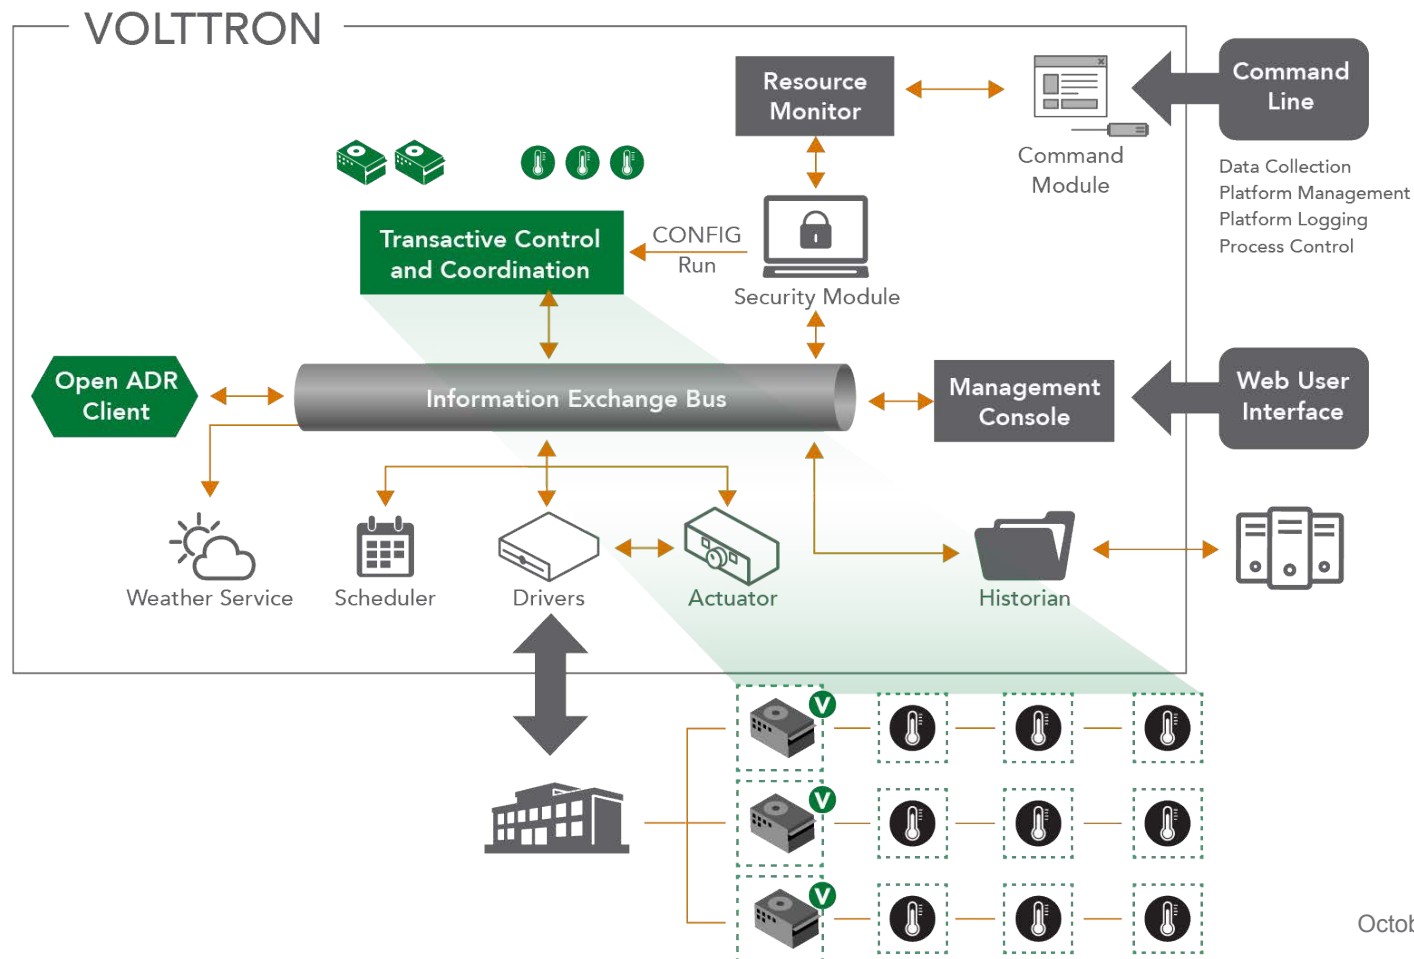 VOLTTRON
Resource
Monitor
Command
Line
Command
Module
Data Collection
Platform Management
Platform Logging
Process Control
Transactive Control
and Coordination
CONFIG
Run
Security Module
Open ADR
Client
Information Exchange Bus
Management
Console
Web User
Interface
Weather Service
Scheduler
Drivers
Actuator
Historian
V
V
V
Octob